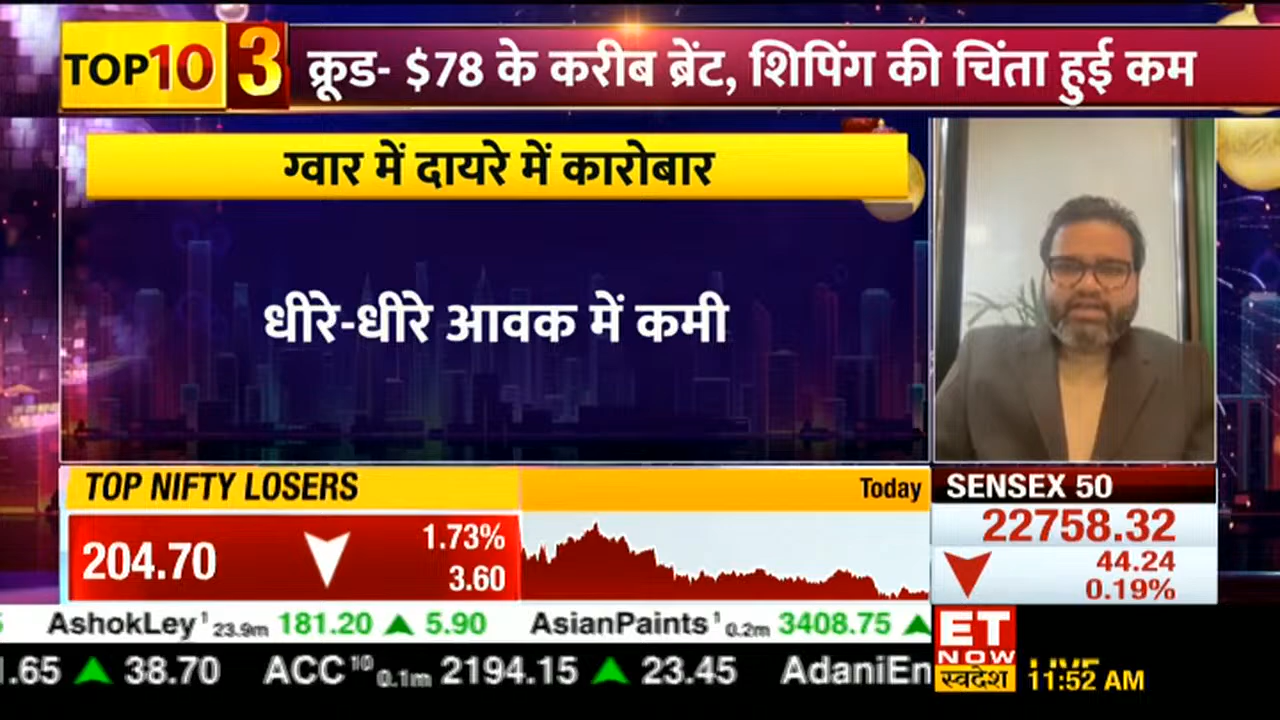 TOP10 3 क्रूड- $78 के करीब ब्रेंट, शिपिंग की चिंता हुई कम
ग्वार में दायरे में कारोबार
धीरे-धीरे आवक में कमी
TOP NIFTY LOSERS
Today
204.70
1.73%
3.60
SENSEX 50
22758.32
44.24
0.19%
AshokLey 1 23.9m 181.20 ▲ 5.90 AsianPaints 1 0.2m 3408.75 ▲
.65 ▲ 38.70 ACC 10 0.1m 2194.15 ▲ 23.45 AdaniEn
ET
NOW
स्वदेश
LIVE
11:52 AM